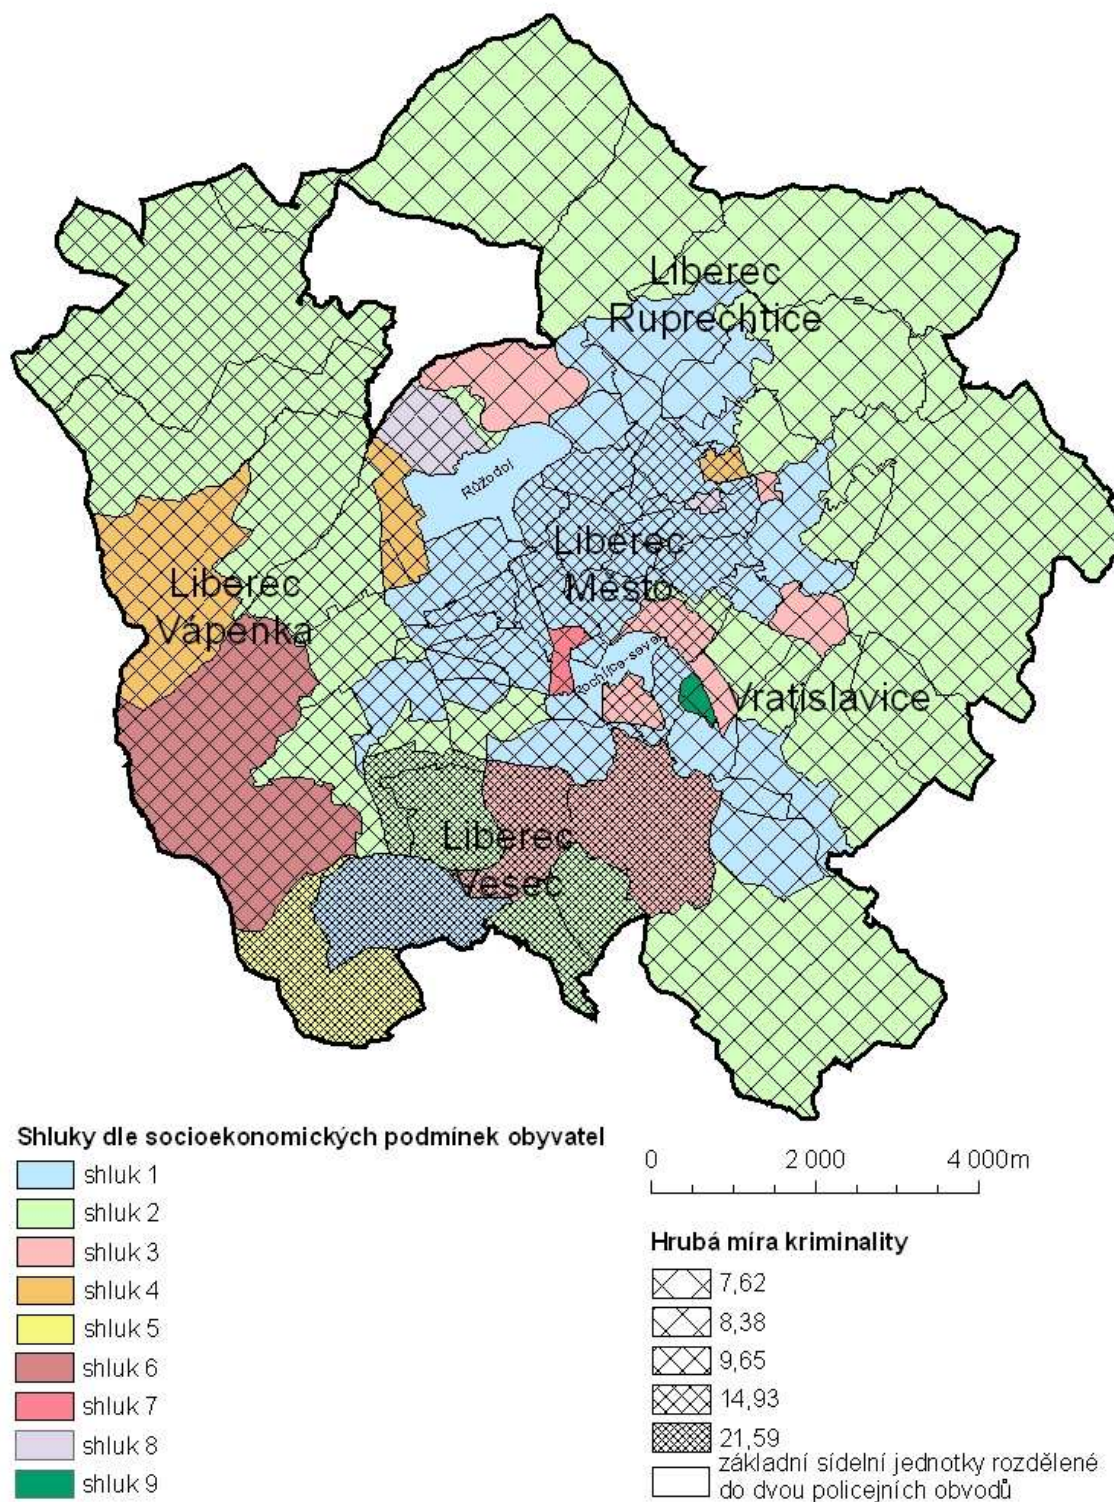 Liberec
Ruprechtice
Růžodol
Liberec
Město
Liberec
Vápenka
Rochlice-sever
Vratislavice
Liberec
Vesec
Shluky dle socioekonomických podmínek obyvatel
shluk 1
shluk 2
shluk 3
shluk 4
shluk 5
shluk 6
shluk 7
shluk 8
shluk 9
0 2 000 4 000m
Hrubá míra kriminality
7,62
8,38
9,65
14,93
21,59
základní sídelní jednotky rozdělené
do dvou policejních obvodů